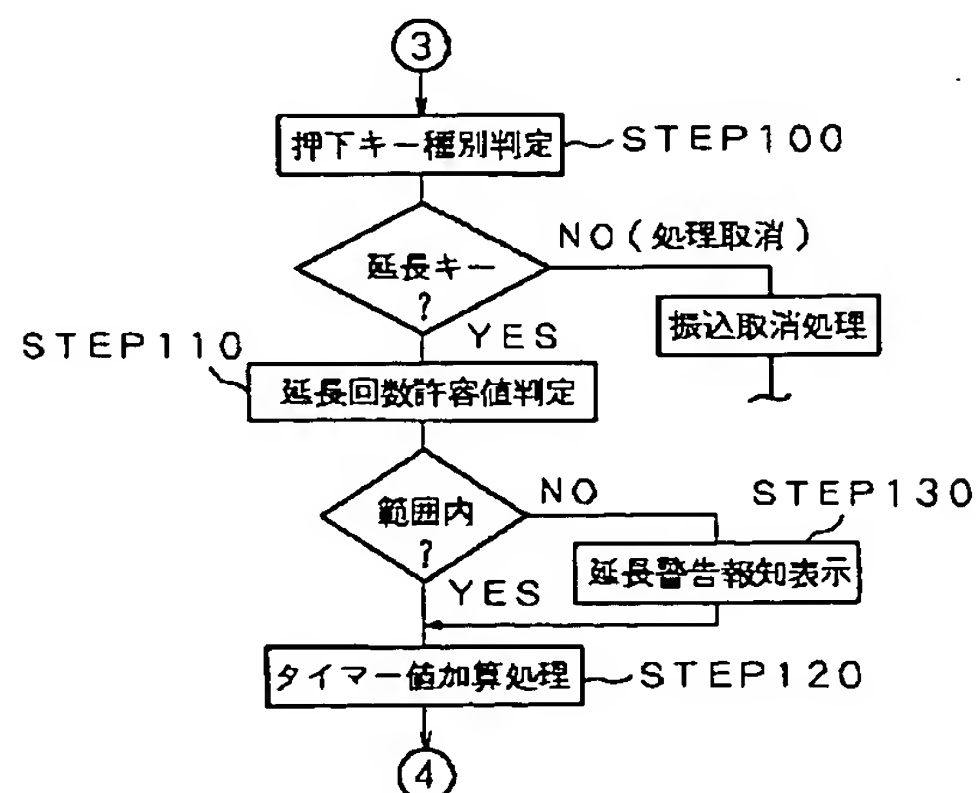 ③
押下キー種別判定
STEP100
延長キー
?
NO(処理取消)
振込取消処理
YES
STEP110
延長回数許容値判定
範囲内
?
NO
STEP130
延長警告報知表示
YES
タイマー値加算処理
STEP120
④